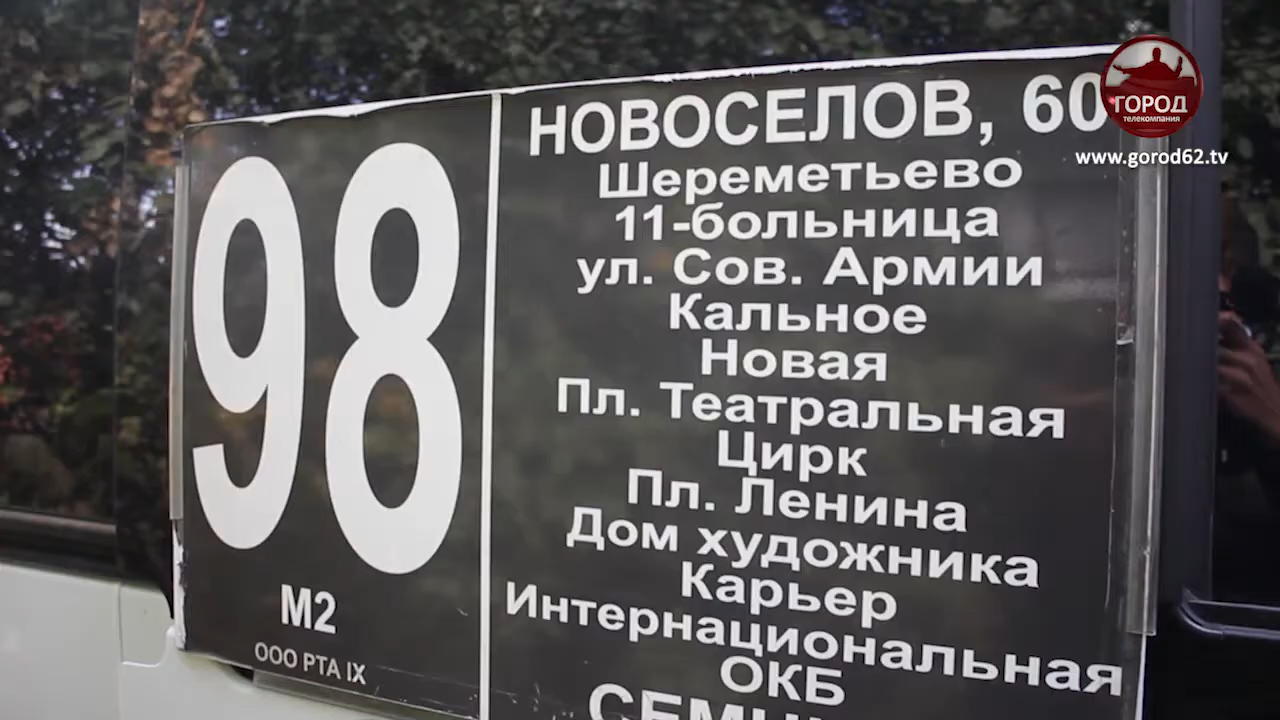 98
М2
ООО РТА IX
НОВОСЕЛОВ, 60
Шереметьево
11-больница
ул. Сов. Армии
Кальное
Новая
Пл. Театральная
Цирк
Пл. Ленина
Дом художника
Карьер
Интернациональная
ОКБ
ГОРОД
телекомпания
www.gorod62.tv